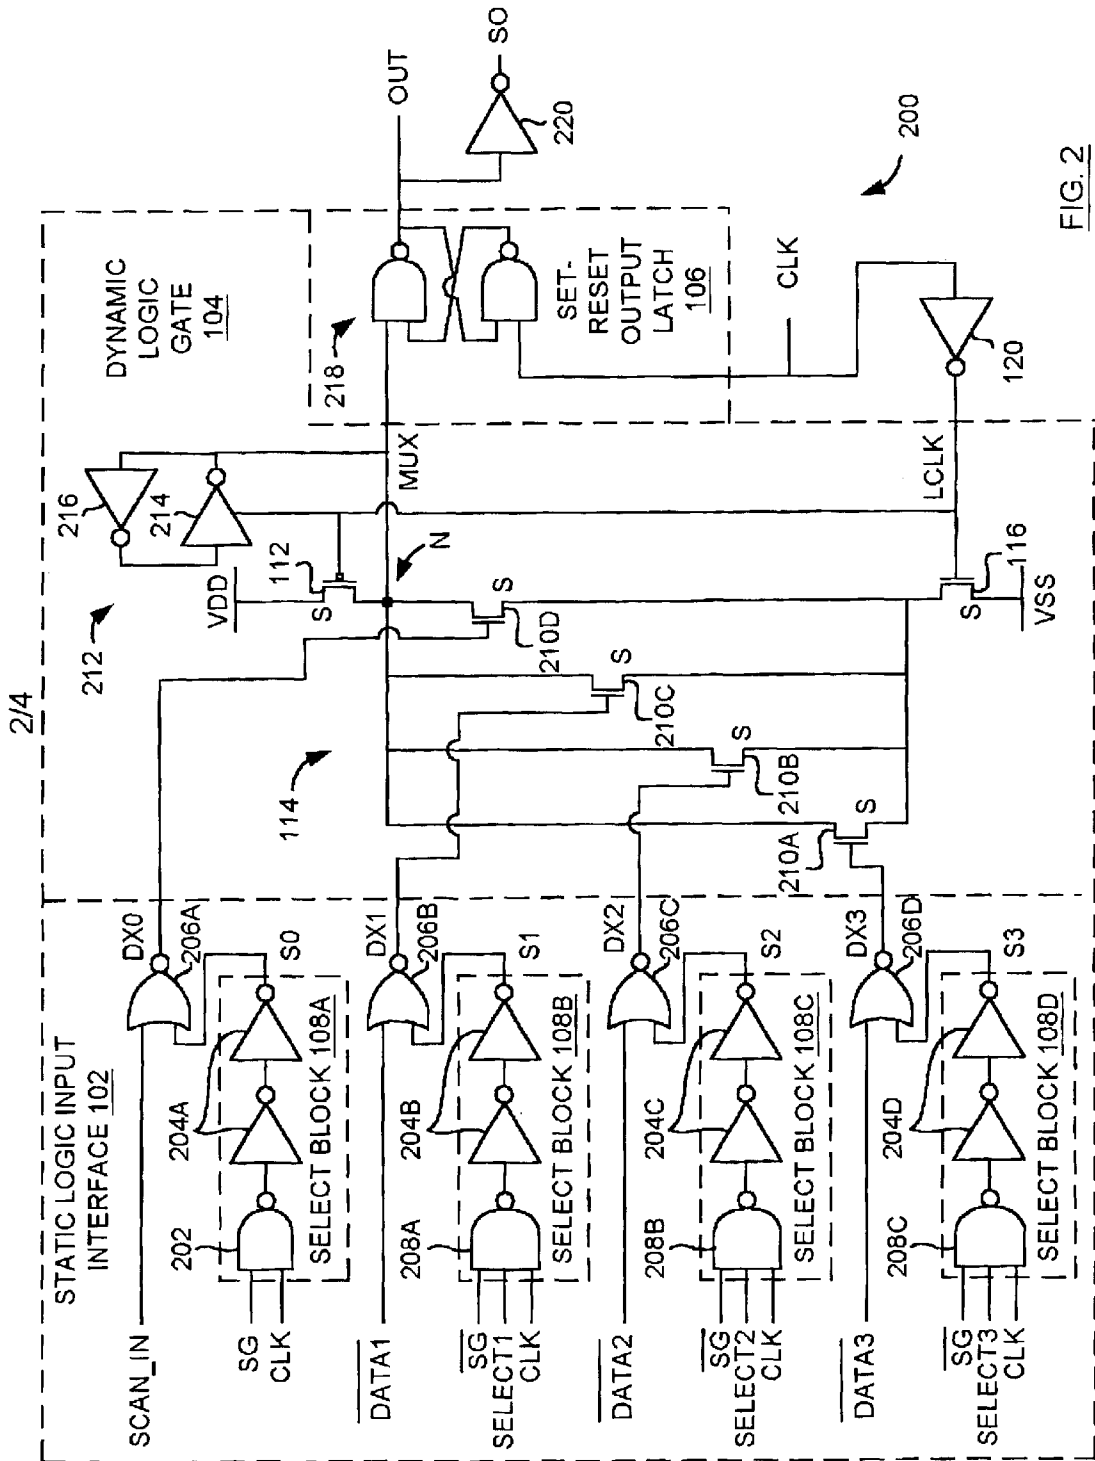 2/4
STATIC LOGIC INPUT
INTERFACE 102
DYNAMIC
LOGIC
GATE
104
SCAN_IN
SG
CLK
202
204A
SELECT BLOCK 108A
S0
DX0
206A
DATA1
SG
SELECT1
CLK
208A
204B
SELECT BLOCK 108B
S1
DX1
206B
DATA2
SG
SELECT2
CLK
208B
204C
SELECT BLOCK 108C
S2
DX2
206C
DATA3
SG
SELECT3
CLK
208C
204D
SELECT BLOCK 108D
S3
DX3
206D
114
212
210A
S
210B
S
210C
S
210D
S
VDD
S
112
N
216
214
MUX
LCLK
S
116
VSS
218
SET-
RESET
OUTPUT
LATCH
106
CLK
120
OUT
SO
220
200
FIG. 2